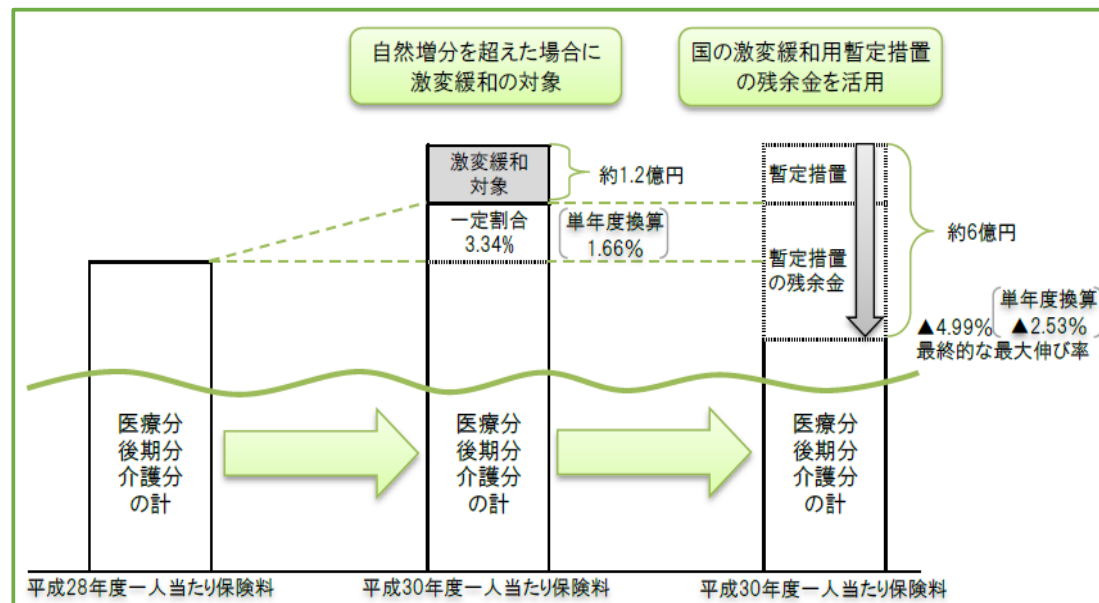 自然増分を超えた場合に
激変緩和の対象
国の激変緩和用暫定措置
の残余金を活用
激変緩和
対象
約1.2億円
一定割合
3.34%
単年度換算
1.66%
暫定措置
暫定措置
の残余金
約6億円
▲4.99%
単年度換算
▲2.53%
最終的な最大伸び率
医療分
後期分
介護分
の計
医療分
後期分
介護分
の計
医療分
後期分
介護分
の計
平成28年度一人当たり保険料
平成30年度一人当たり保険料
平成30年度一人当たり保険料